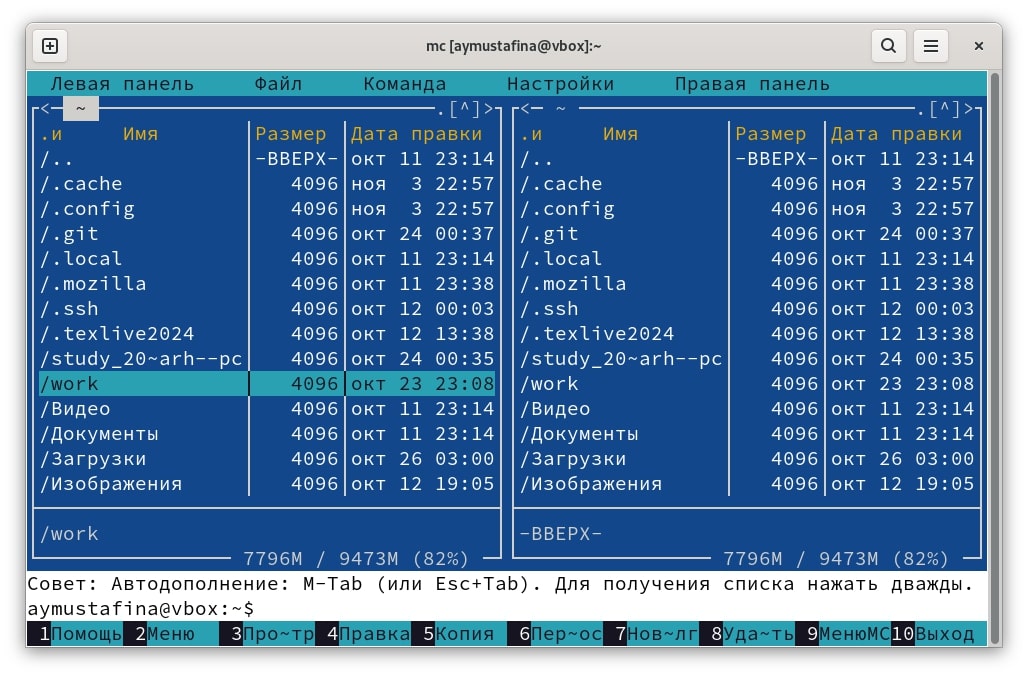 mc [aymustafina@vbox]:~
Левая панель Файл Команда Настройки Правая панель
<─ ~ .[^]> <─ ~ .[^]>
.и Имя Размер Дата правки .и Имя Размер Дата правки
/.. -ВВЕРХ- окт 11 23:14 /.. -ВВЕРХ- окт 11 23:14
/.cache 4096 ноя 3 22:57 /.cache 4096 ноя 3 22:57
/.config 4096 ноя 3 22:57 /.config 4096 ноя 3 22:57
/.git 4096 окт 24 00:37 /.git 4096 окт 24 00:37
/.local 4096 окт 11 23:14 /.local 4096 окт 11 23:14
/.mozilla 4096 окт 11 23:38 /.mozilla 4096 окт 11 23:38
/.ssh 4096 окт 12 00:03 /.ssh 4096 окт 12 00:03
/.texlive2024 4096 окт 12 13:38 /.texlive2024 4096 окт 12 13:38
/study_20~arh--pc 4096 окт 24 00:35 /study_20~arh--pc 4096 окт 24 00:35
/work 4096 окт 23 23:08 /work 4096 окт 23 23:08
/Видео 4096 окт 11 23:14 /Видео 4096 окт 11 23:14
/Документы 4096 окт 11 23:14 /Документы 4096 окт 11 23:14
/Загрузки 4096 окт 26 03:00 /Загрузки 4096 окт 26 03:00
/Изображения 4096 окт 12 19:05 /Изображения 4096 окт 12 19:05
/work -ВВЕРХ-
7796M / 9473M (82%) 7796M / 9473M (82%)
Совет: Автодополнение: M-Tab (или Esc+Tab). Для получения списка нажать дважды.
aymustafina@vbox:~$
1Помощь 2Меню 3Про~тр 4Правка 5Копия 6Пер~ос 7Нов~лг 8Уда~ть 9МенюMC 10Выход